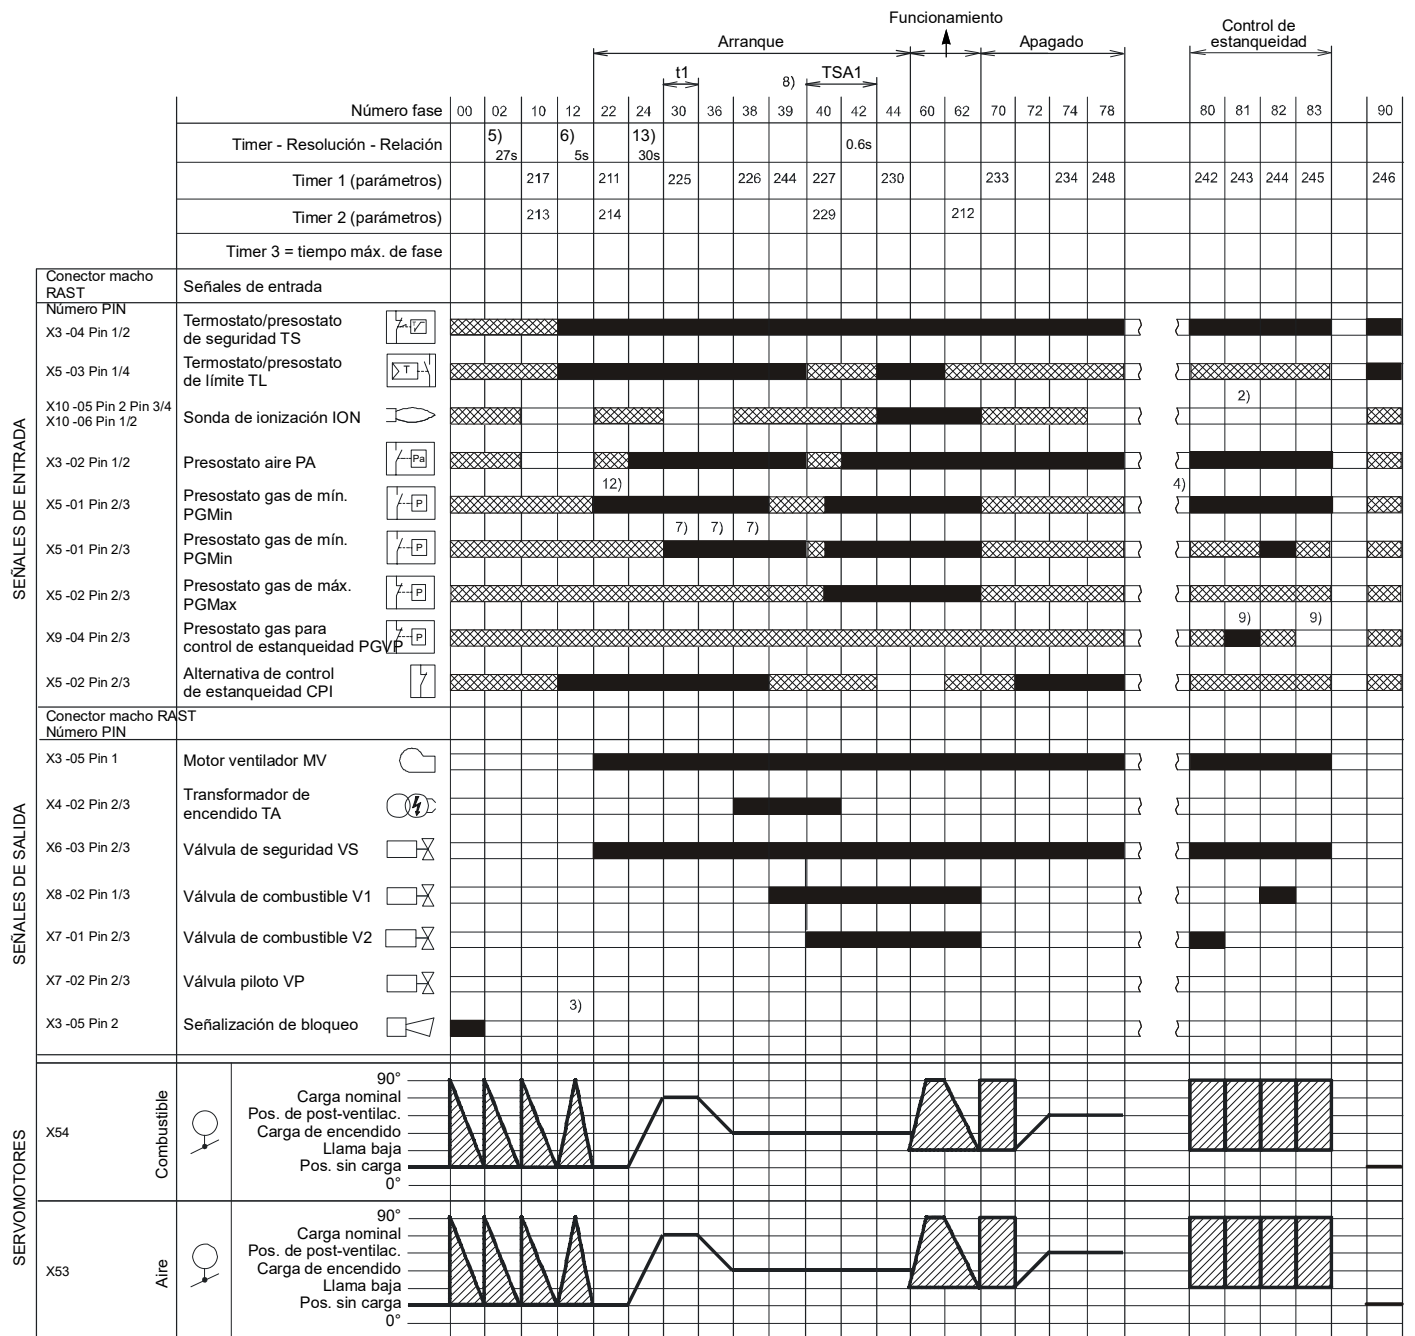 Funcionamiento
Arranque
Apagado
Control de
estanqueidad
t1
8)
TSA1
Número fase 00 02 10 12 22 24 30 36 38 39 40 42 44 60 62 70 72 74 78 80 81 82 83 90
Timer - Resolución - Relación 5) 27s 6) 5s 13) 30s 0.6s
Timer 1 (parámetros) 217 211 225 226 244 227 230 233 234 248 242 243 244 245 246
Timer 2 (parámetros) 213 214 229 212
Timer 3 = tiempo máx. de fase
Conector macho
RAST
Número PIN
Señales de entrada
SEÑALES DE ENTRADA
X3 -04 Pin 1/2
Termostato/presostato
de seguridad TS
X5 -03 Pin 1/4
Termostato/presostato
de límite TL
T
2)
X10 -05 Pin 2 Pin 3/4
X10 -06 Pin 1/2
Sonda de ionización ION
X3 -02 Pin 1/2
Presostato aire PA
Pa
12)
4)
X5 -01 Pin 2/3
Presostato gas de mín.
PGMin
P
7) 7) 7)
X5 -01 Pin 2/3
Presostato gas de mín.
PGMin
P
X5 -02 Pin 2/3
Presostato gas de máx.
PGMax
P
9) 9)
X9 -04 Pin 2/3
Presostato gas para
control de estanqueidad PGVP
P
X5 -02 Pin 2/3
Alternativa de control
de estanqueidad CPI
Conector macho RAST
Número PIN
SEÑALES DE SALIDA
X3 -05 Pin 1
Motor ventilador MV
X4 -02 Pin 2/3
Transformador de
encendido TA
X6 -03 Pin 2/3
Válvula de seguridad VS
X8 -02 Pin 1/3
Válvula de combustible V1
X7 -01 Pin 2/3
Válvula de combustible V2
X7 -02 Pin 2/3
Válvula piloto VP
3)
X3 -05 Pin 2
Señalización de bloqueo
SERVOMOTORES
X54
Combustible
90°
Carga nominal
Pos. de post-ventilac.
Carga de encendido
Llama baja
Pos. sin carga
0°
X53
Aire
90°
Carga nominal
Pos. de post-ventilac.
Carga de encendido
Llama baja
Pos. sin carga
0°